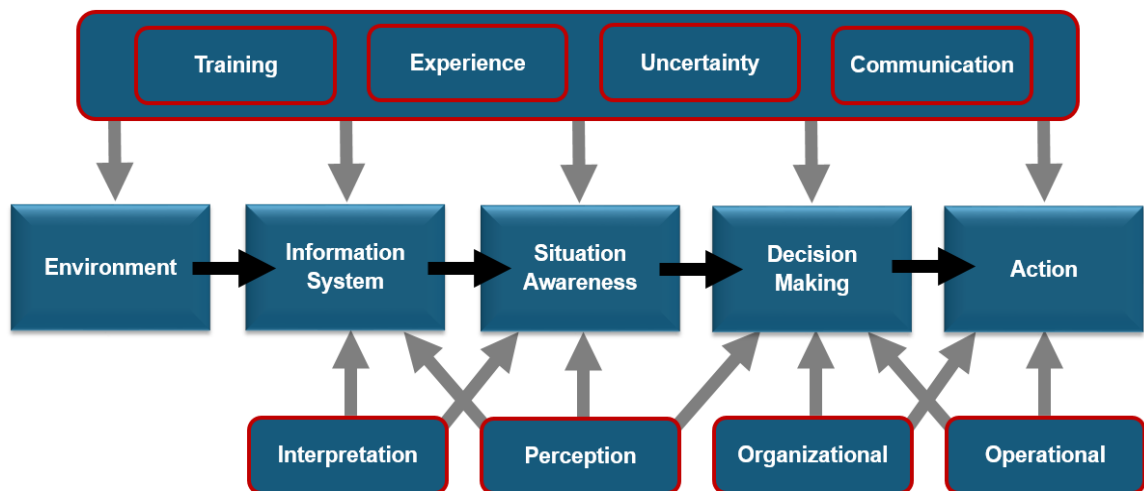 Training
Experience
Uncertainty
Communication
Environment
Information
System
Situation
Awareness
Decision
Making
Action
Interpretation
Perception
Organizational
Operational